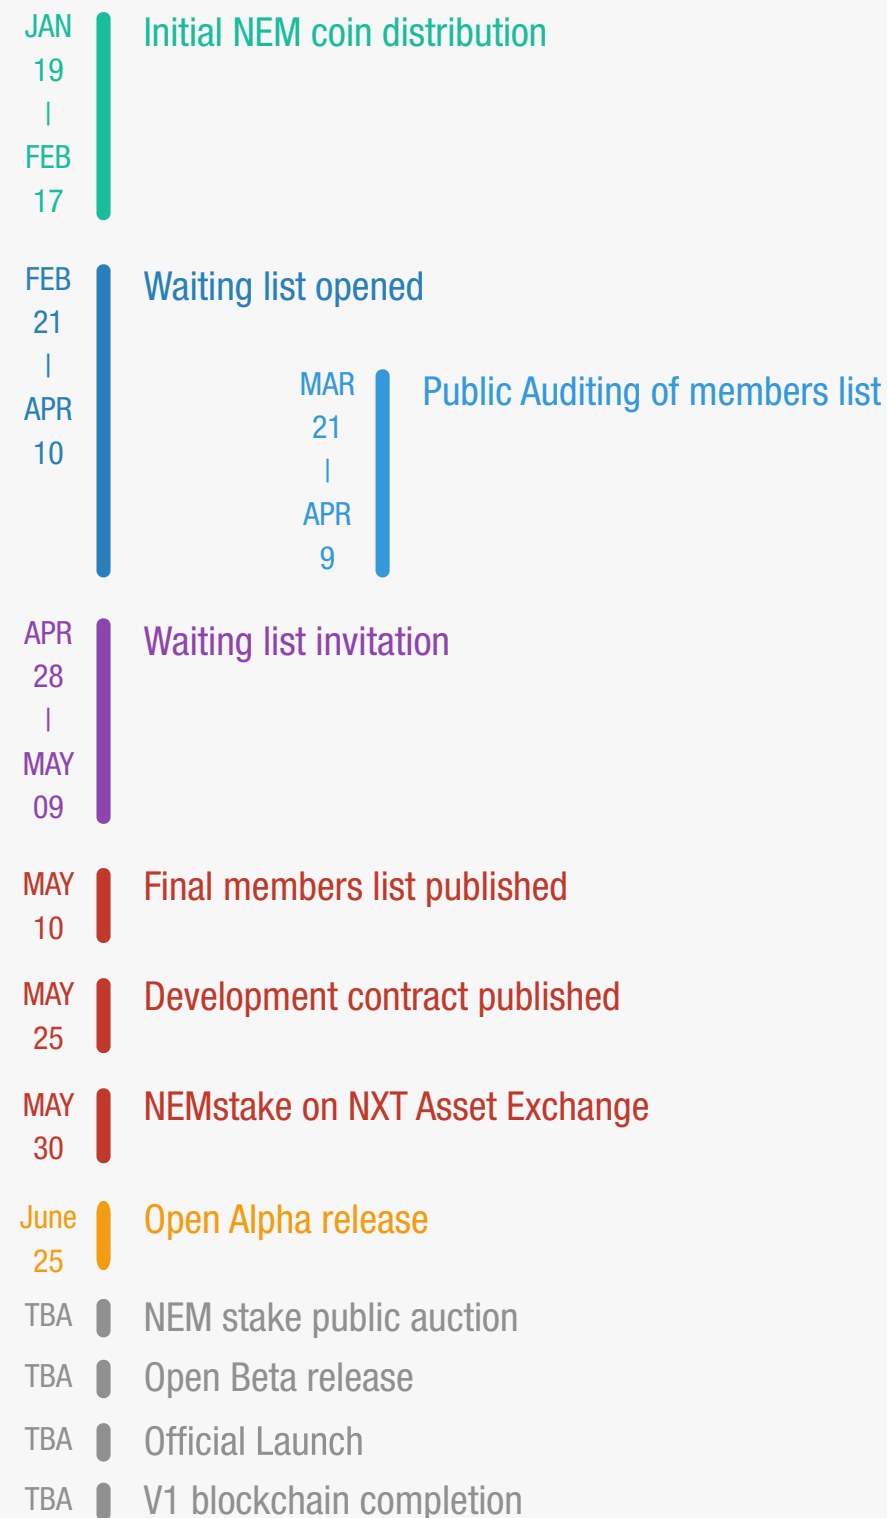 JAN
19
|
FEB
17
Initial NEM coin distribution
FEB
21
|
APR
10
Waiting list opened
MAR
21
|
APR
9
Public Auditing of members list
APR
28
|
MAY
09
Waiting list invitation
MAY
10
Final members list published
MAY
25
Development contract published
MAY
30
NEMstake on NXT Asset Exchange
June
25
Open Alpha release
TBA
NEM stake public auction
TBA
Open Beta release
TBA
Official Launch
TBA
V1 blockchain completion